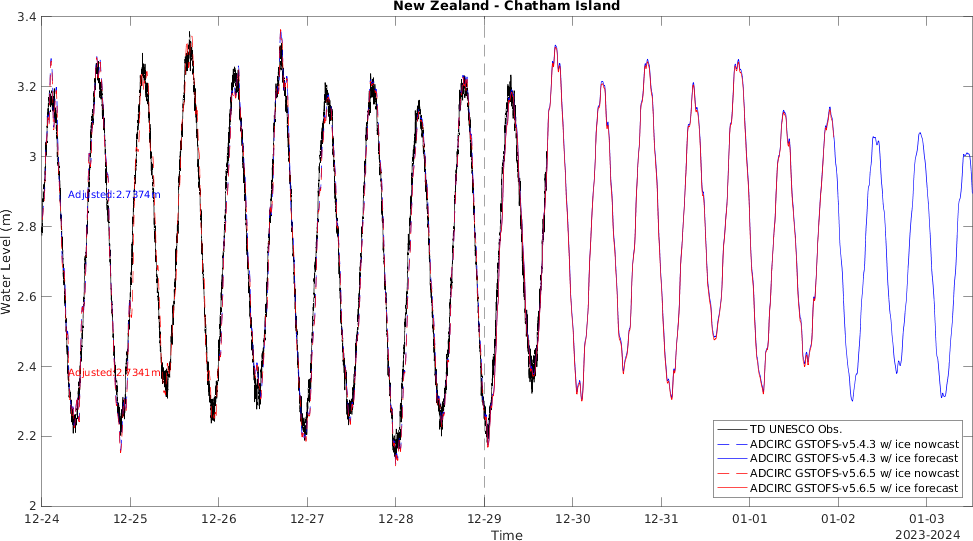 New Zealand - Chatham Island
3.4
3.2
3
2.8
2.6
2.4
2.2
2
Water Level (m)
Adjusted:2.7374m
Adjusted:2.7341m
TD UNESCO Obs.
ADCIRC GSTOFS-v5.4.3 w/ ice nowcast
ADCIRC GSTOFS-v5.4.3 w/ ice forecast
ADCIRC GSTOFS-v5.6.5 w/ ice nowcast
ADCIRC GSTOFS-v5.6.5 w/ ice forecast
12-24 12-25 12-26 12-27 12-28 12-29 12-30 12-31 01-01 01-02 01-03
Time
2023-2024